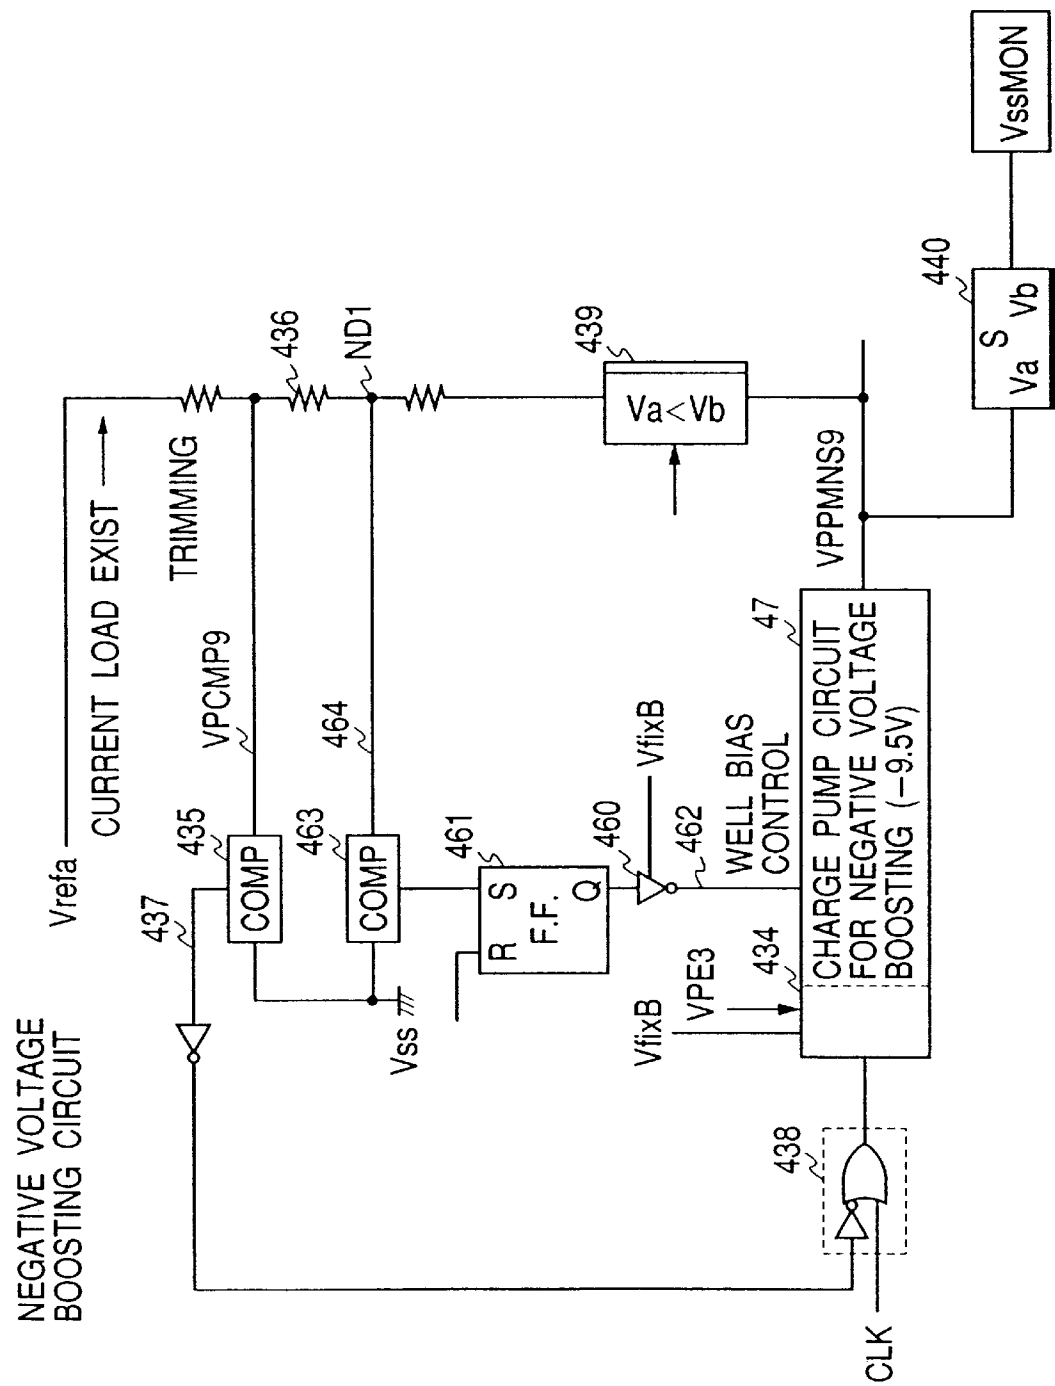 NEGATIVE VOLTAGE
BOOSTING CIRCUIT
Vrefa
CURRENT LOAD EXIST
437
435
COMP
VPCMP9
TRIMMING
436
463
COMP
464
ND1
Vss
461
R
S
F.F.
Q
460
VfixB
462
WELL BIAS
CONTROL
439
Va<Vb
VfixB
VPE3
434
47
CHARGE PUMP CIRCUIT
FOR NEGATIVE VOLTAGE
BOOSTING (−9.5V)
VPPMNS9
438
CLK
440
S
Va
Vb
VssMON